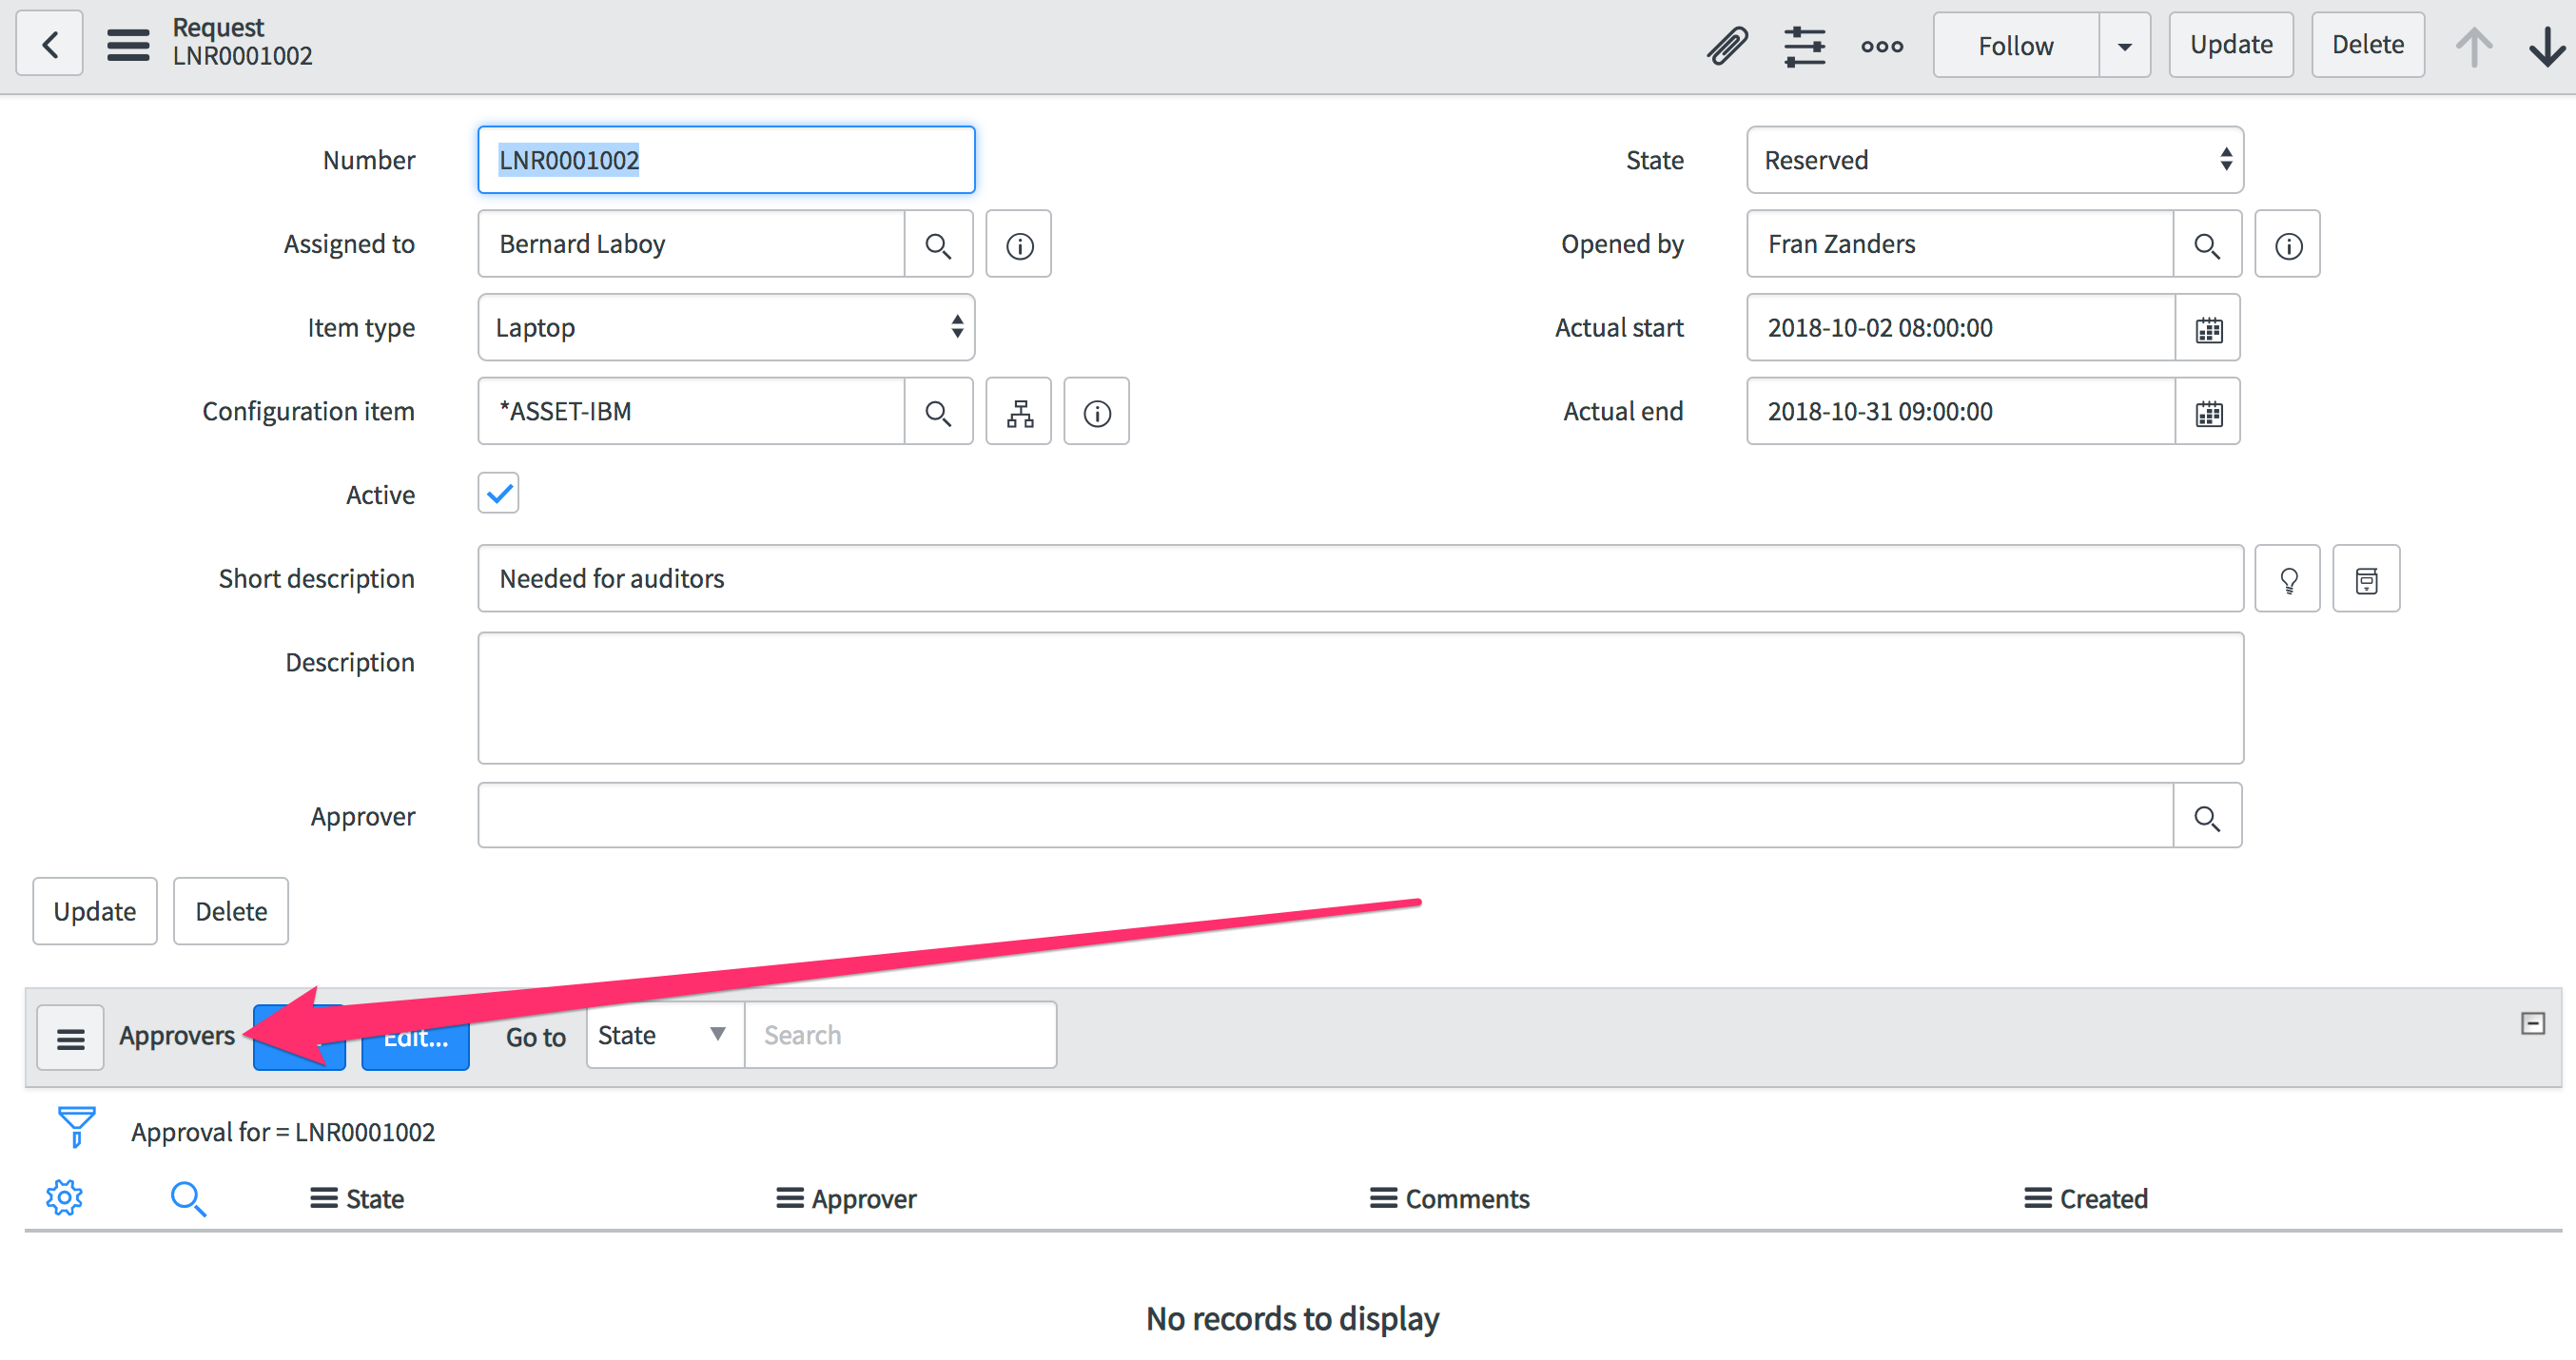 Request
LNR0001002
Follow
Update
Delete
Number
LNR0001002
State
Reserved
Assigned to
Bernard Laboy
Opened by
Fran Zanders
Item type
Laptop
Actual start
2018-10-02 08:00:00
Configuration item
*ASSET-IBM
Actual end
2018-10-31 09:00:00
Active
Short description
Needed for auditors
Description
Approver
Update
Delete
Approvers
Edit...
Go to
State
Search
Approval for = LNR0001002
State
Approver
Comments
Created
No records to display